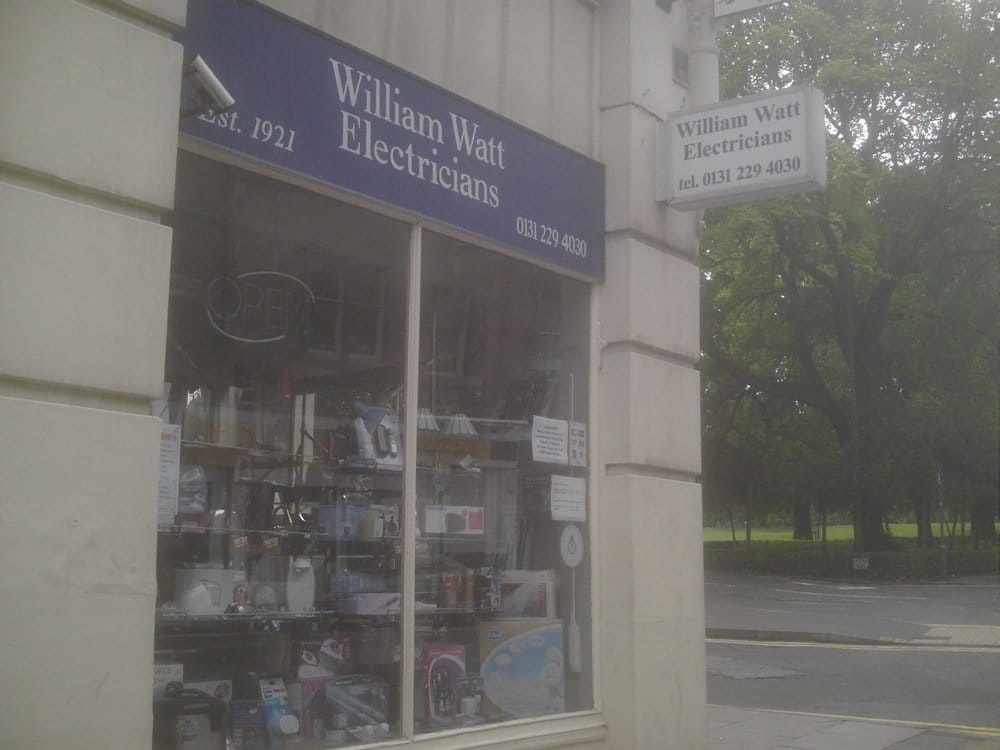 William Watt
Electricians
Est. 1921
0131 229 4030
William Watt
Electricians
tel. 0131 229 4030
OPEN